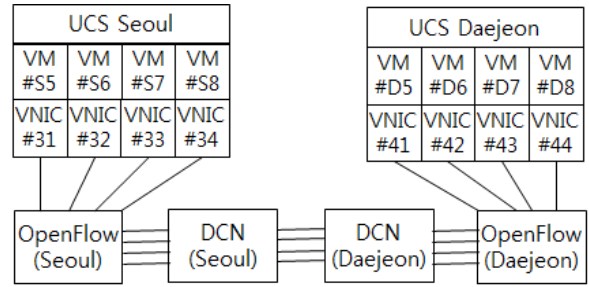 UCS Seoul
VM #S5 VM #S6 VM #S7 VM #S8
VNIC #31 VNIC #32 VNIC #33 VNIC #34
UCS Daejeon
VM #D5 VM #D6 VM #D7 VM #D8
VNIC #41 VNIC #42 VNIC #43 VNIC #44
OpenFlow
(Seoul)
DCN
(Seoul)
DCN
(Daejeon)
OpenFlow
(Daejeon)